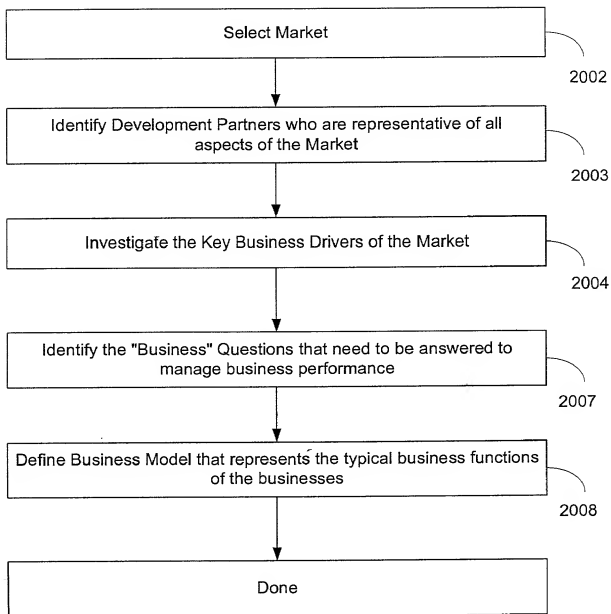 Select Market
2002
Identify Development Partners who are representative of all
aspects of the Market
2003
Investigate the Key Business Drivers of the Market
2004
Identify the "Business" Questions that need to be answered to
manage business performance
2007
Define Business Model that represents the typical business functions
of the businesses
2008
Done